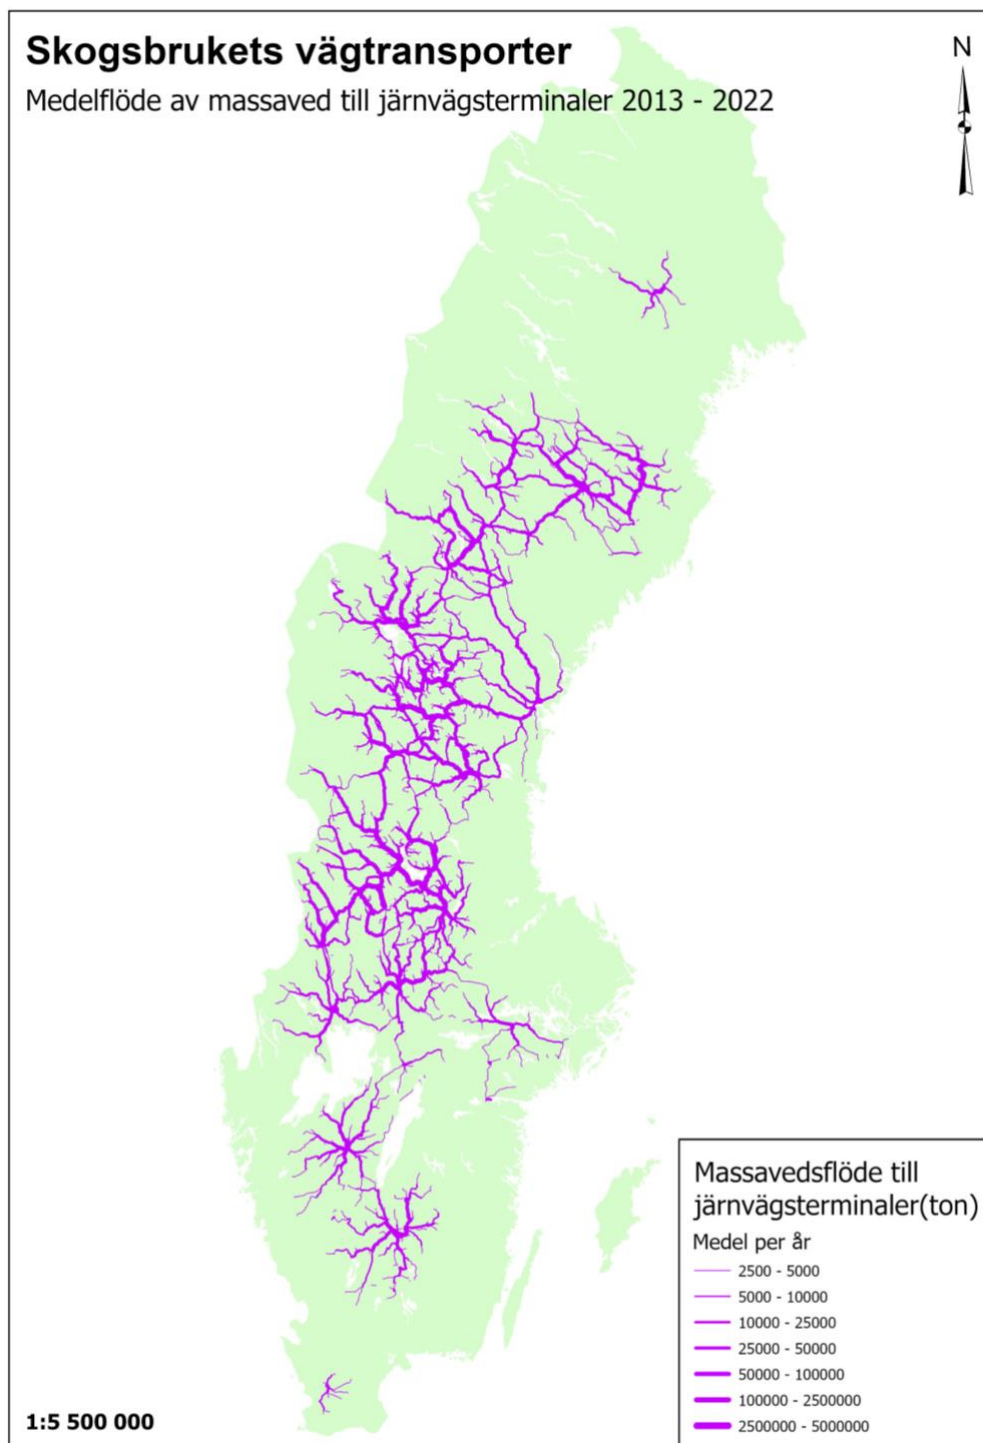 Skogsbrukets vägtransporter
N
Medelflöde av massaved till järnvägsterminaler 2013 - 2022
Massavedsflöde till
järnvägsterminaler(ton)
Medel per år
2500 - 5000
5000 - 10000
10000 - 25000
25000 - 50000
50000 - 100000
100000 - 2500000
2500000 - 5000000
1:5 500 000